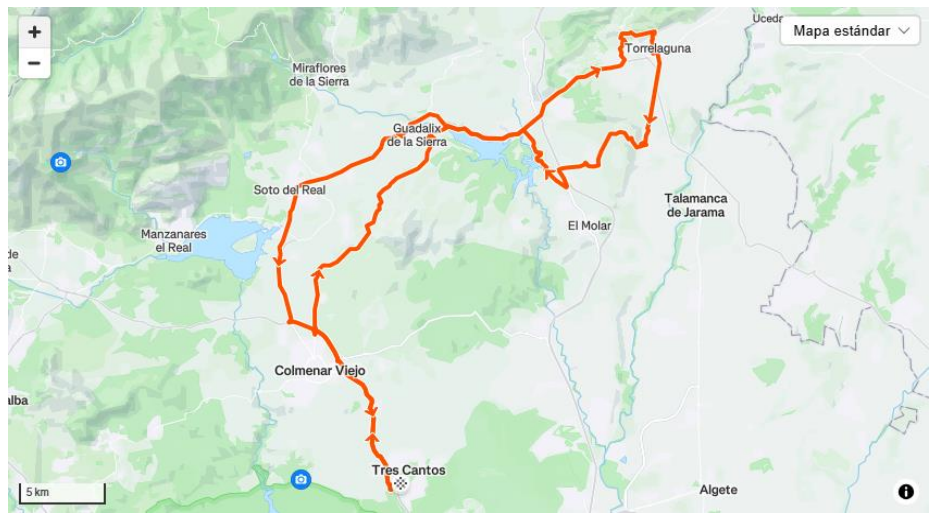 +
−
Mapa estándar
Uceda
Torrelaguna
Miraflores
de la Sierra
Guadalix
de la Sierra
Soto del Real
Talamanca
de Jarama
El Molar
Manzanares
el Real
de
a
Colmenar Viejo
alba
Tres Cantos
5 km
Algete
i